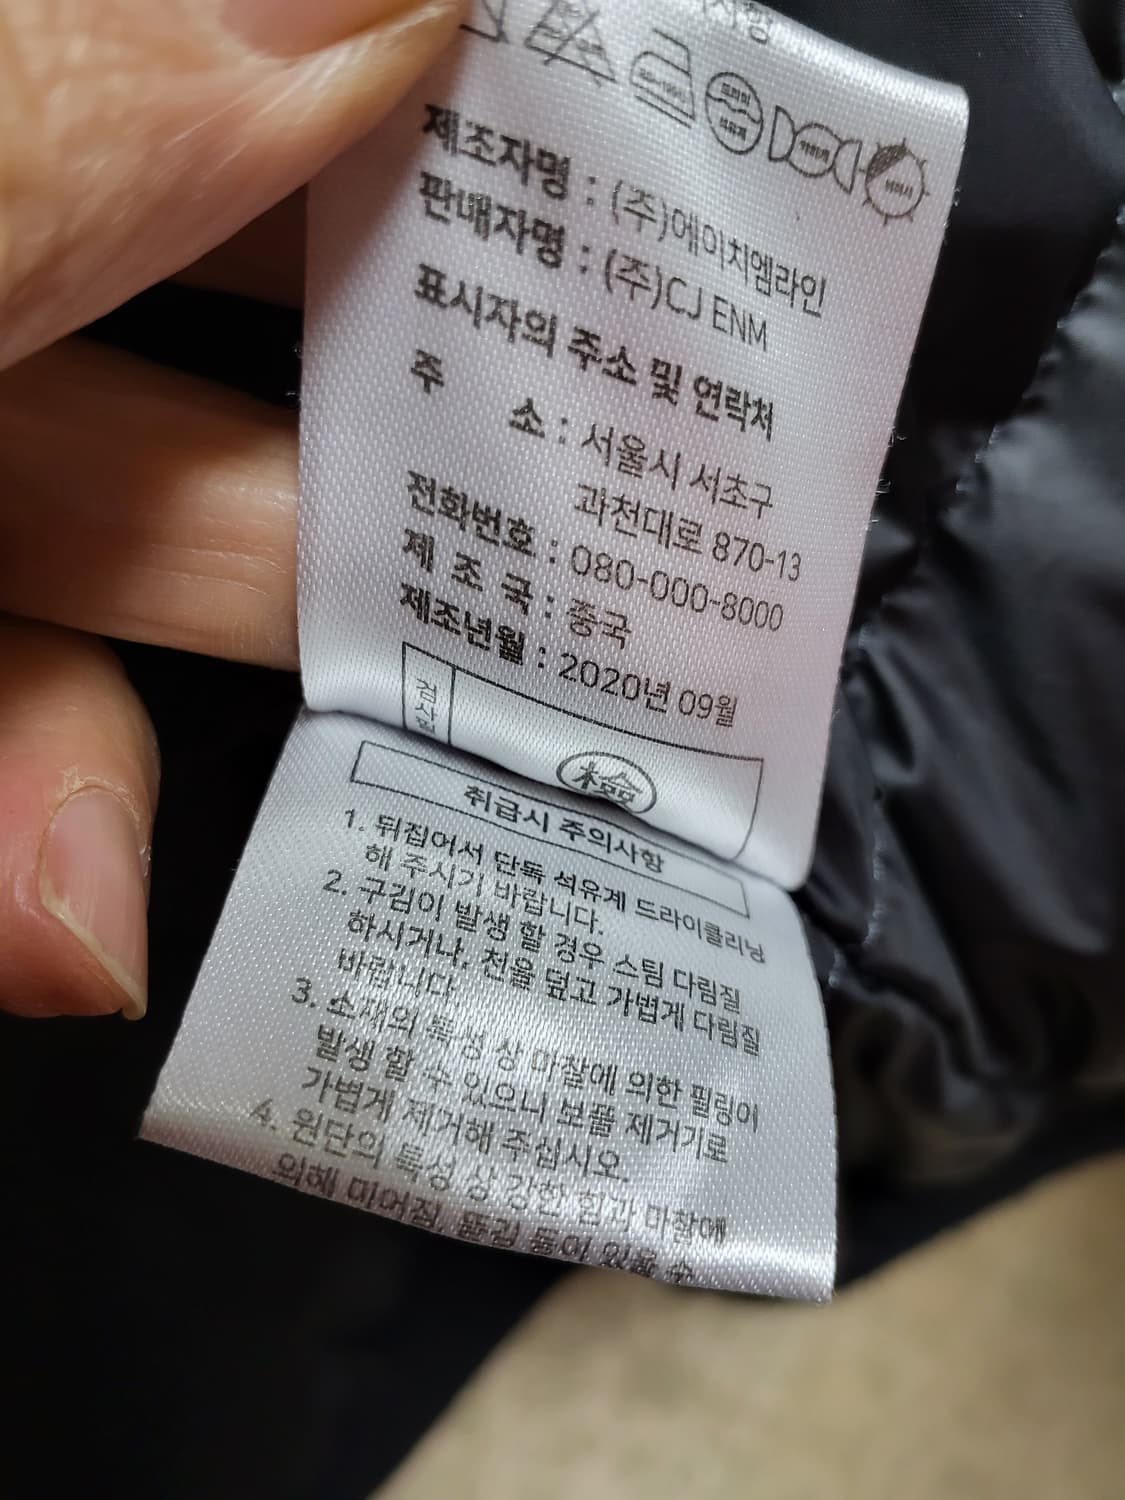 제조자명 : (주)에이치엠라인
판매자명 : (주)CJ ENM
표시자의 주소 및 연락처
주 소 : 서울시 서초구
과천대로 870-13
전화번호 : 080-000-8000
제 조 국 : 중국
제조년월 : 2020년 09월
檢
취급시 주의사항
1. 뒤집어서 단독 석유계 드라이클리닝
해 주시기 바랍니다.
2. 구김이 발생 할 경우 스팀 다림질
하시거나, 천을 덮고 가볍게 다림질
바랍니다.
3. 소재의 특성 상 마찰에 의한 필링이
발생 할 수 있으니 보풀 제거기로
가볍게 제거해 주십시오.
4. 원단의 특성 상 강한 힘과 마찰에
의해 미어짐, 뜯김 등이 있을 수